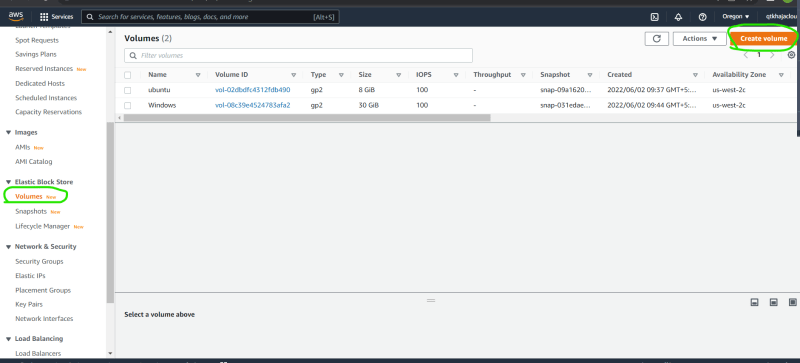 aws Services Search for services, features, blogs, docs, and more [Alt+S] Oregon ▼ qtkhajaclou
Spot Requests
Savings Plans
Reserved Instances New
Dedicated Hosts
Scheduled Instances
Capacity Reservations
Images
AMIs New
AMI Catalog
Elastic Block Store
Volumes New
Snapshots New
Lifecycle Manager New
Network & Security
Security Groups
Elastic IPs
Placement Groups
Key Pairs
Network Interfaces
Load Balancing
Load Balancers
Volumes (2) Actions ▼ Create volume
Filter volumes
1
Name Volume ID Type Size IOPS Throughput Snapshot Created Availability Zone
ubuntu vol-02dbdfc4312fdb490 gp2 8 GiB 100 - snap-09a1620... 2022/06/02 09:37 GMT+5:... us-west-2c
Windows vol-08c39e4524783afa2 gp2 30 GiB 100 - snap-031edae... 2022/06/02 09:44 GMT+5:... us-west-2c
Select a volume above